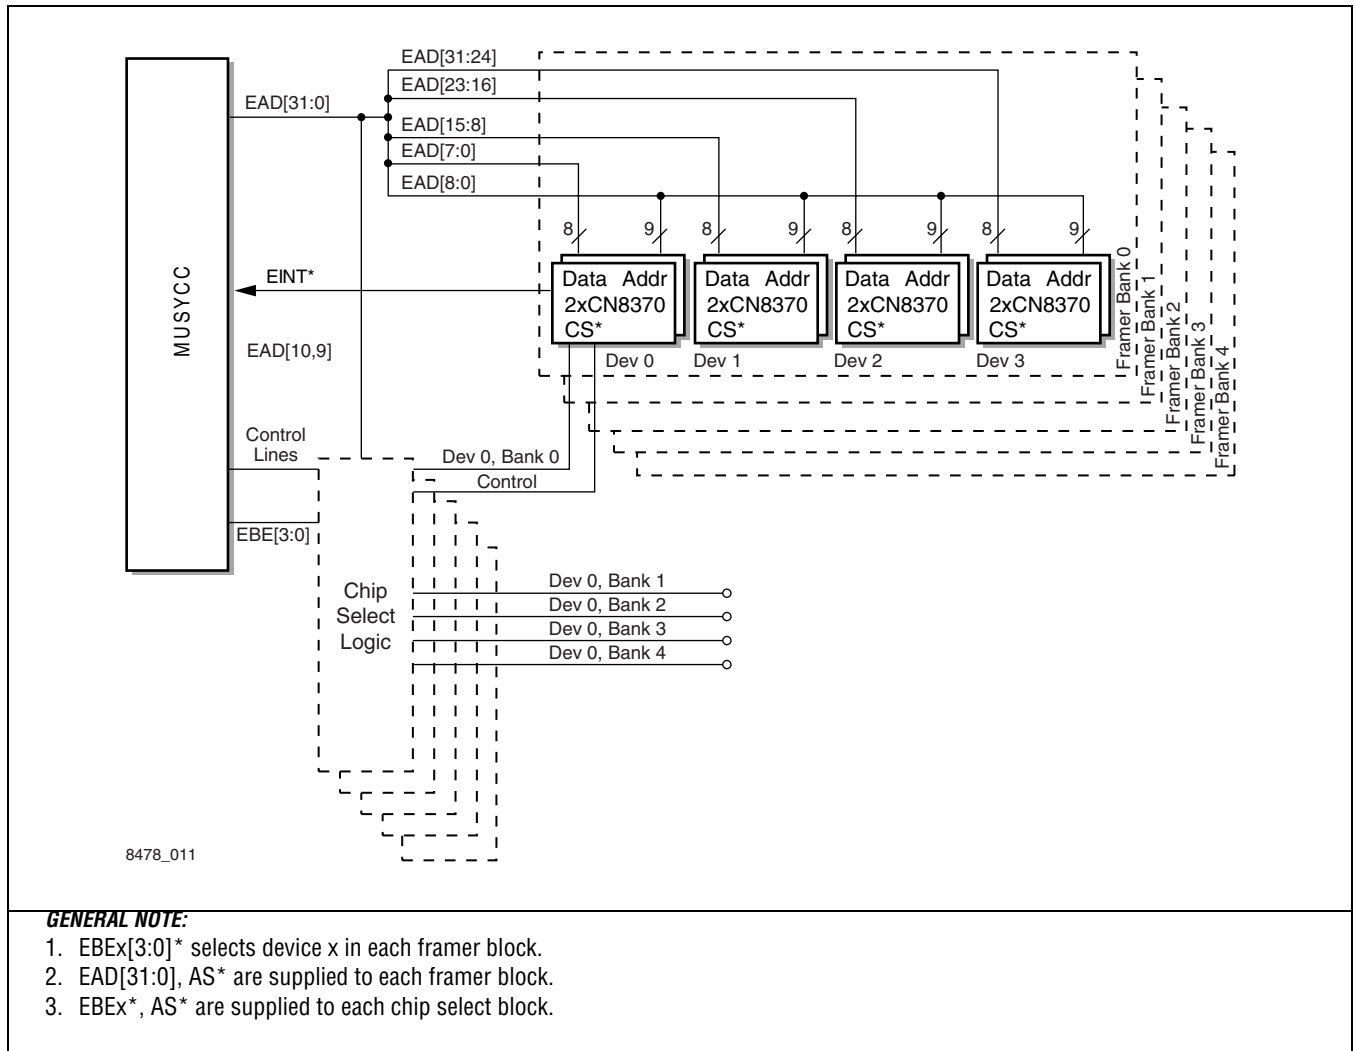 EAD[31:24]
EAD[23:16]
EAD[31:0]
EAD[15:8]
EAD[7:0]
EAD[8:0]
8 9 8 9 8 9 8 9
MUSYCC
EINT*
Data Addr
2xCN8370
CS*
Data Addr
2xCN8370
CS*
Data Addr
2xCN8370
CS*
Data Addr
2xCN8370
CS*
Dev 0
Dev 1
Dev 2
Dev 3
Framer Bank 0
Framer Bank 1
Framer Bank 2
Framer Bank 3
Framer Bank 4
EAD[10,9]
Control
Lines
Dev 0, Bank 0
Control
EBE[3:0]
Chip
Select
Logic
Dev 0, Bank 1
Dev 0, Bank 2
Dev 0, Bank 3
Dev 0, Bank 4
8478_011
GENERAL NOTE:
1. EBEx[3:0]* selects device x in each framer block.
2. EAD[31:0], AS* are supplied to each framer block.
3. EBEx*, AS* are supplied to each chip select block.